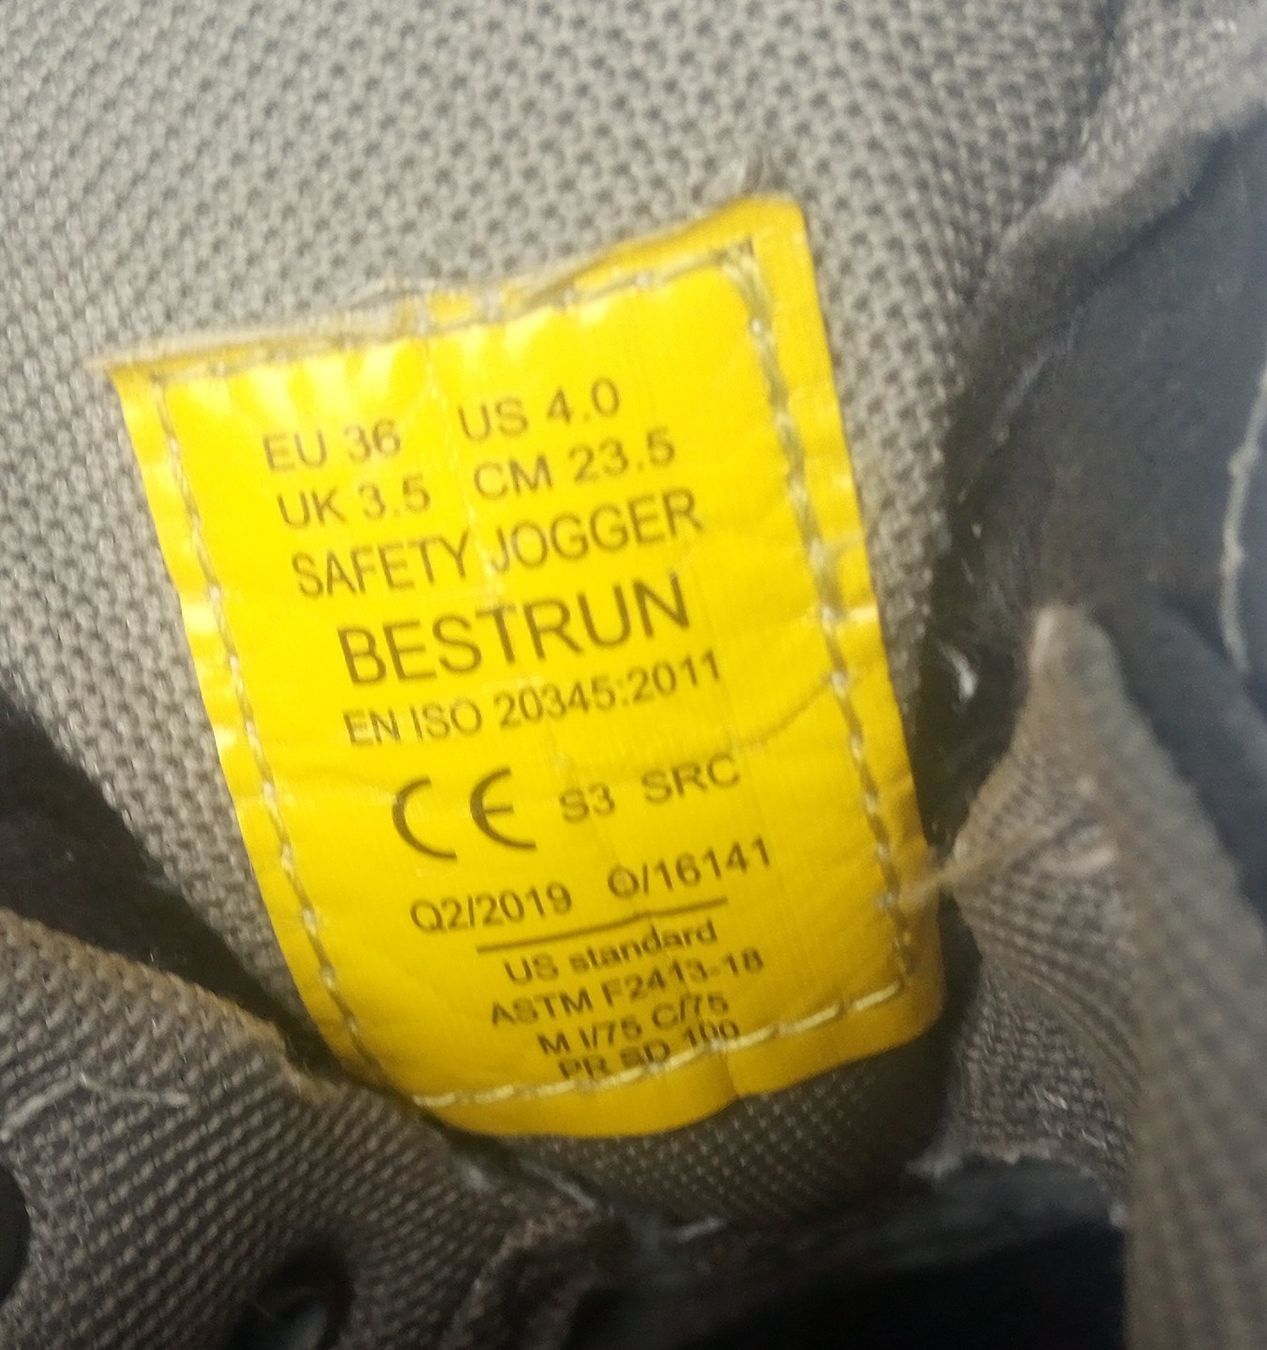 EU 36 US 4.0
UK 3.5 CM 23.5
SAFETY JOGGER
BESTRUN
EN ISO 20345:2011
CE S3 SRC
Q2/2019 O/16141
US standard
ASTM F2413-18
M I/75 C/75
PR SD 100